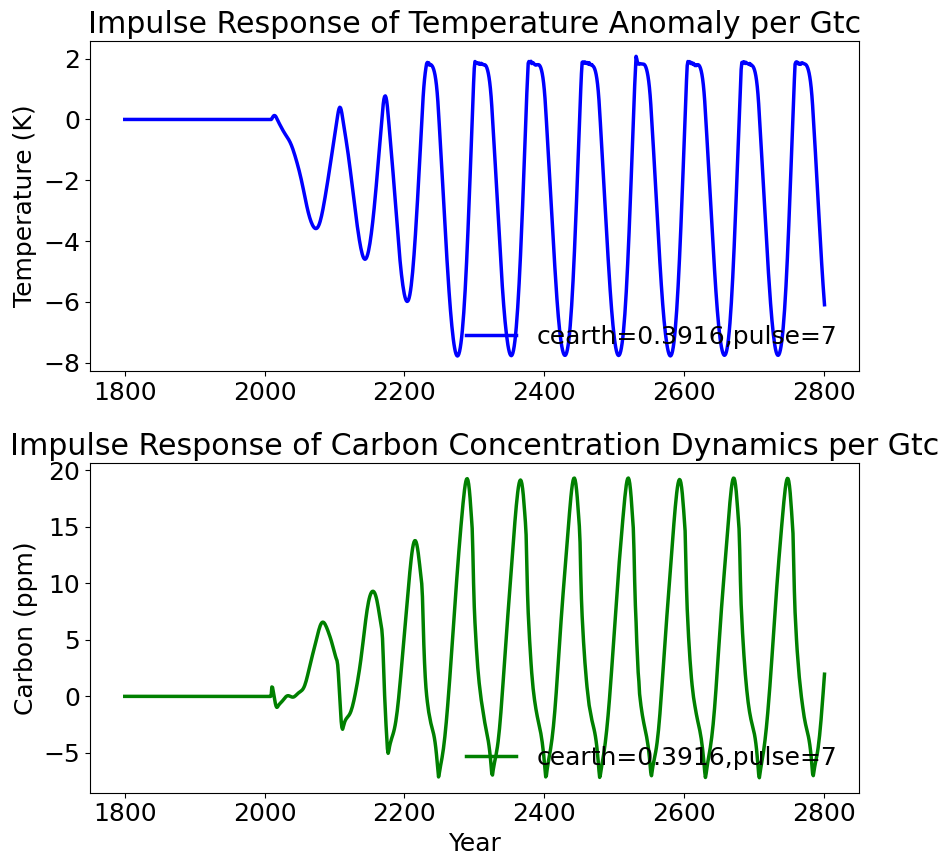 Impulse Response of Temperature Anomaly per Gtc
2
0
−2
−4
−6
−8
Temperature (K)
cearth=0.3916,pulse=7
1800 2000 2200 2400 2600 2800
Impulse Response of Carbon Concentration Dynamics per Gtc
20
15
10
5
0
−5
Carbon (ppm)
cearth=0.3916,pulse=7
1800 2000 2200 2400 2600 2800
Year